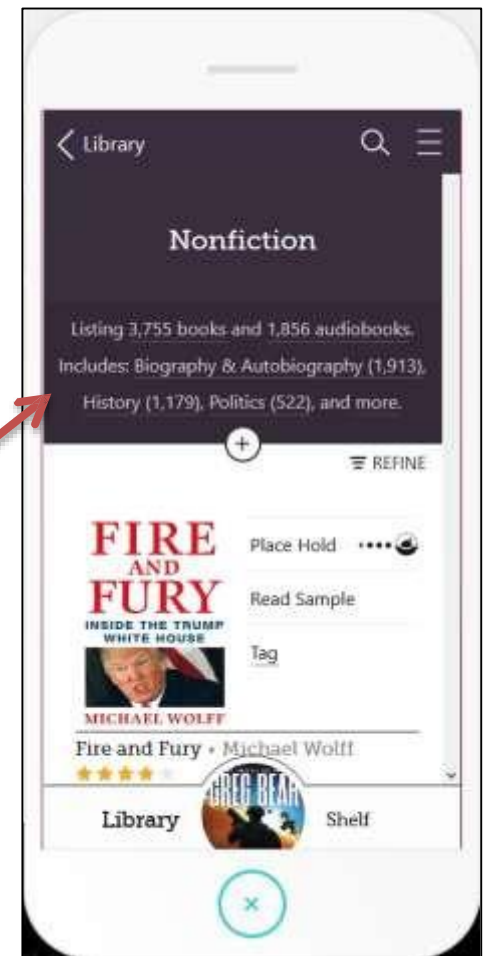 Library
Nonfiction
Listing 3,755 books and 1,856 audiobooks.
Includes: Biography & Autobiography (1,913),
History (1,179), Politics (522), and more.
REFINE
FIRE
AND
FURY
INSIDE THE TRUMP
WHITE HOUSE
MICHAEL WOLFF
Place Hold
Read Sample
Tag
Fire and Fury • Michael Wolff
GREG BEAR
Library
Shelf